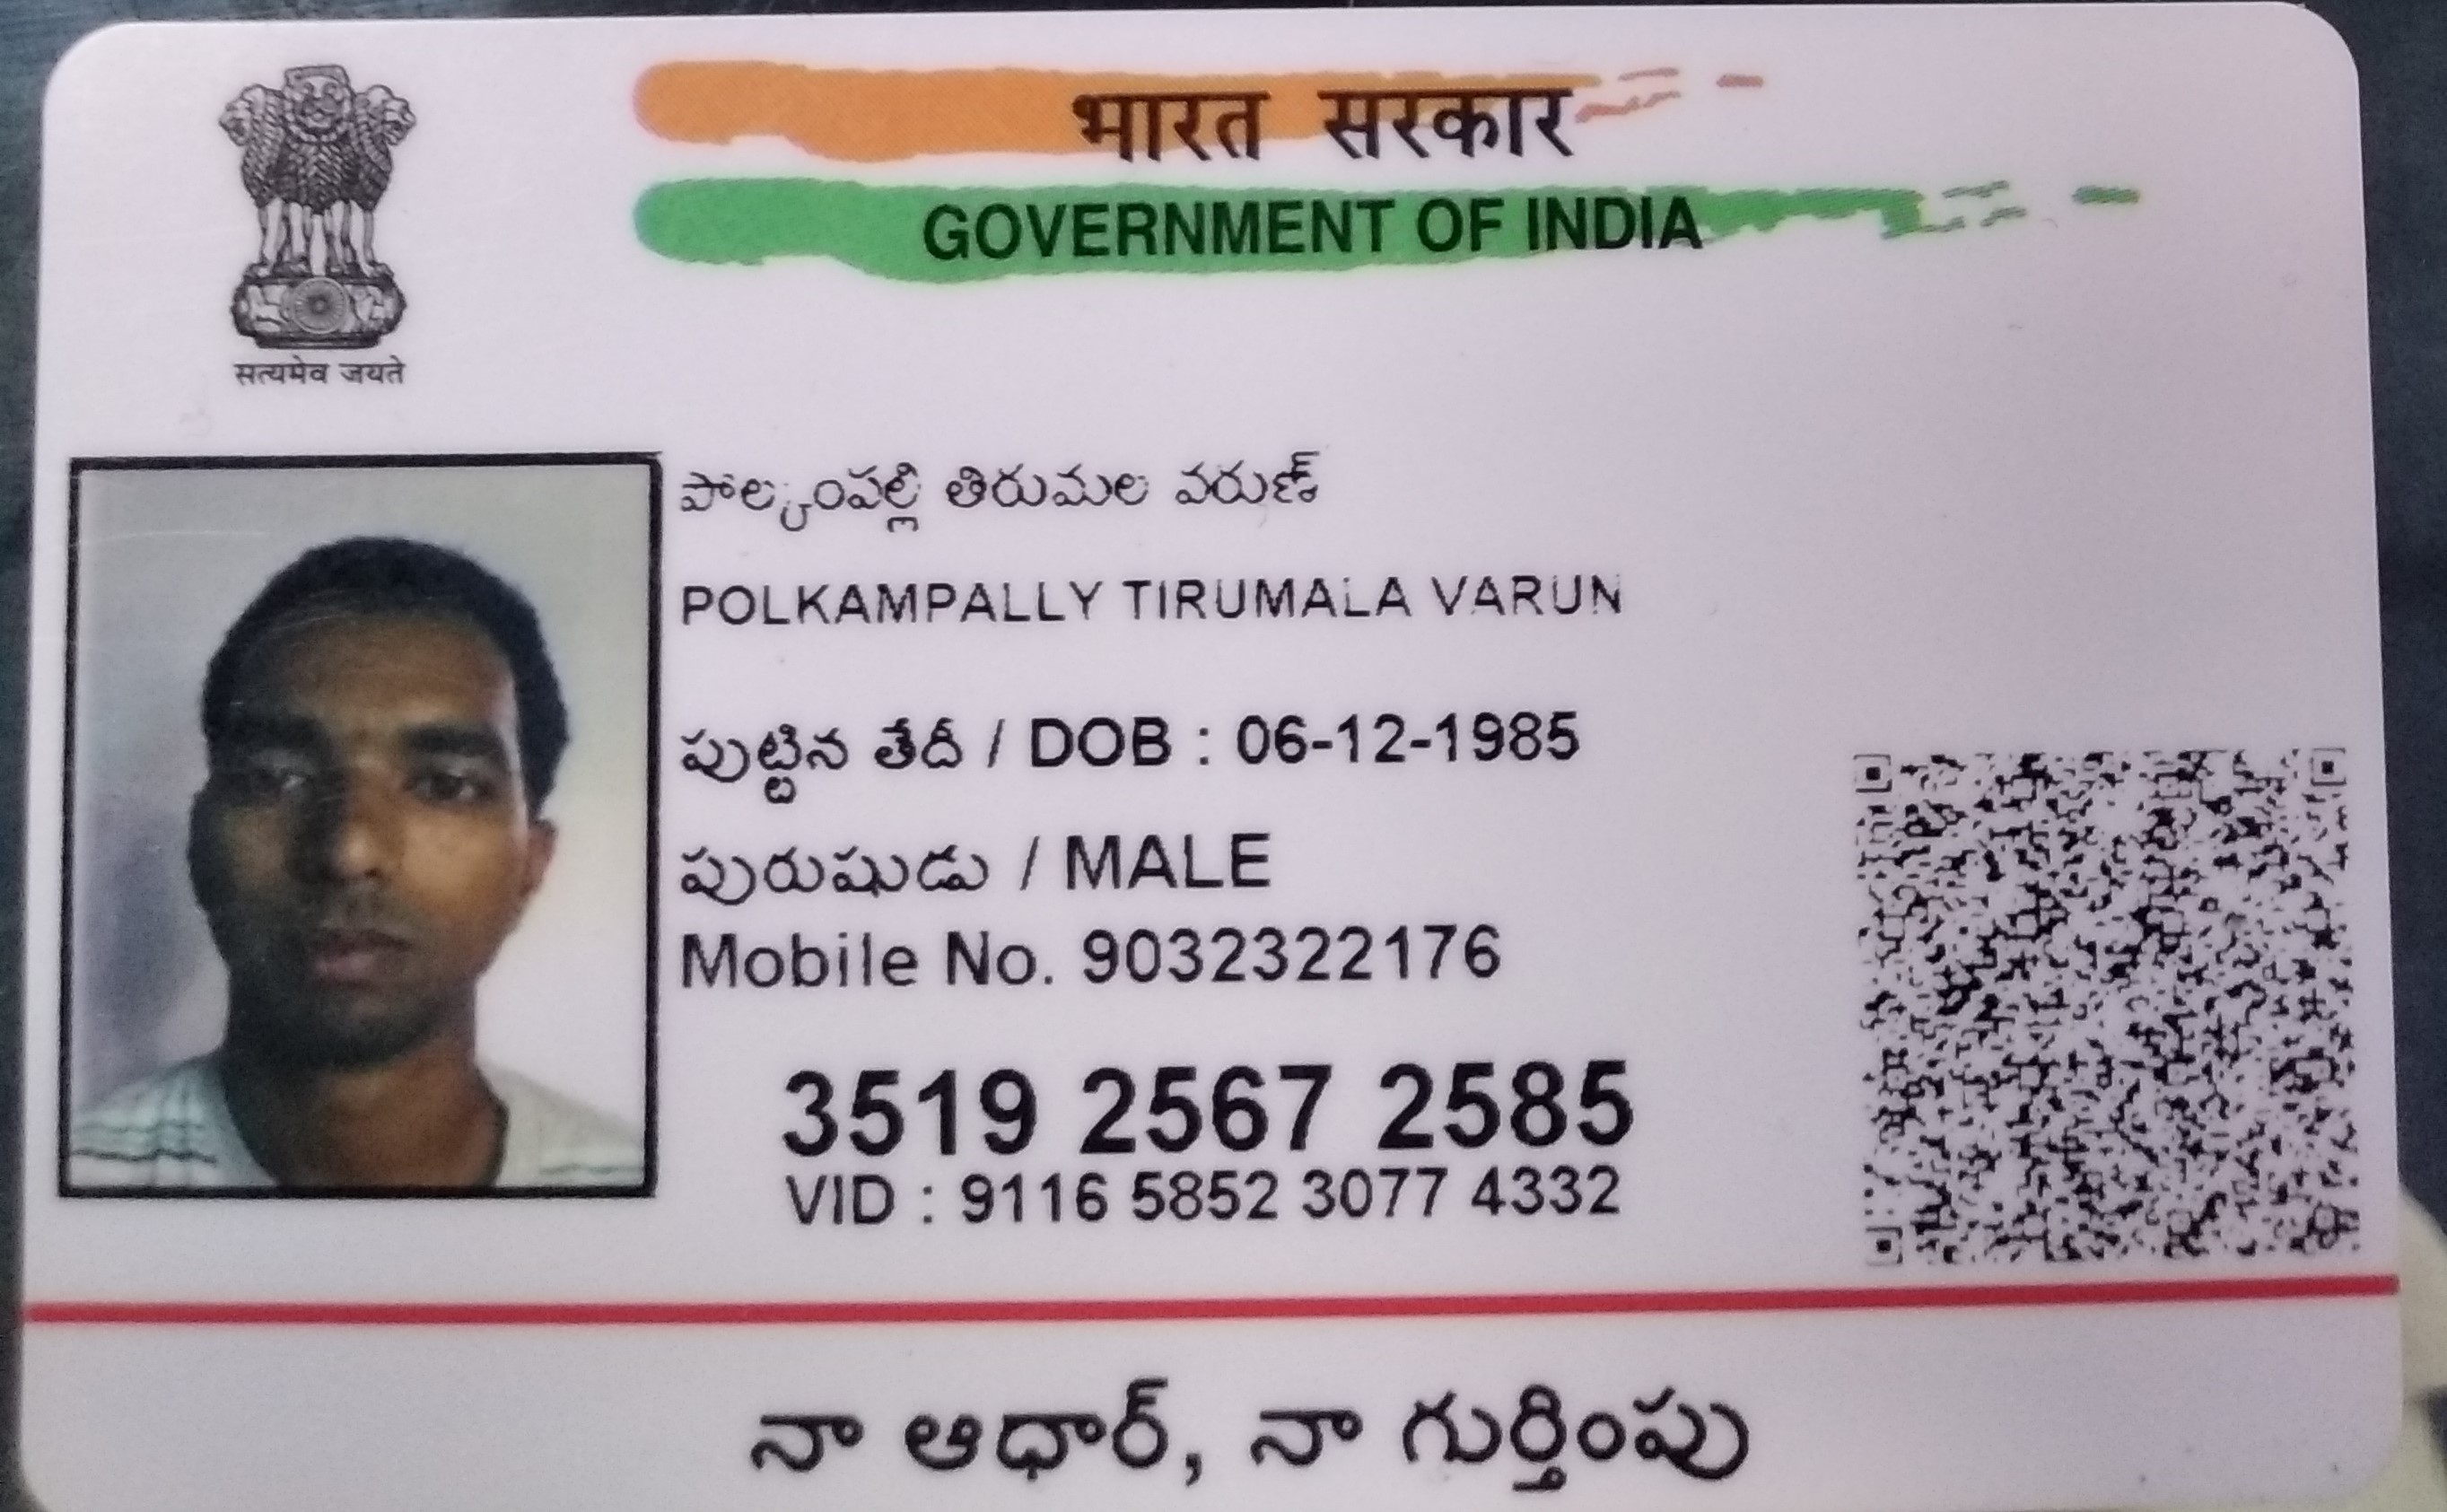 भारत सरकार
GOVERNMENT OF INDIA
सत्यमेव जयते
పోల్కంపల్లి తిరుమల వరుణ్
POLKAMPALLY TIRUMALA VARUN
పుట్టిన తేదీ / DOB : 06-12-1985
పురుషుడు / MALE
Mobile No. 9032322176
3519 2567 2585
VID : 9116 5852 3077 4332
నా ఆధార్, నా గుర్తింపు